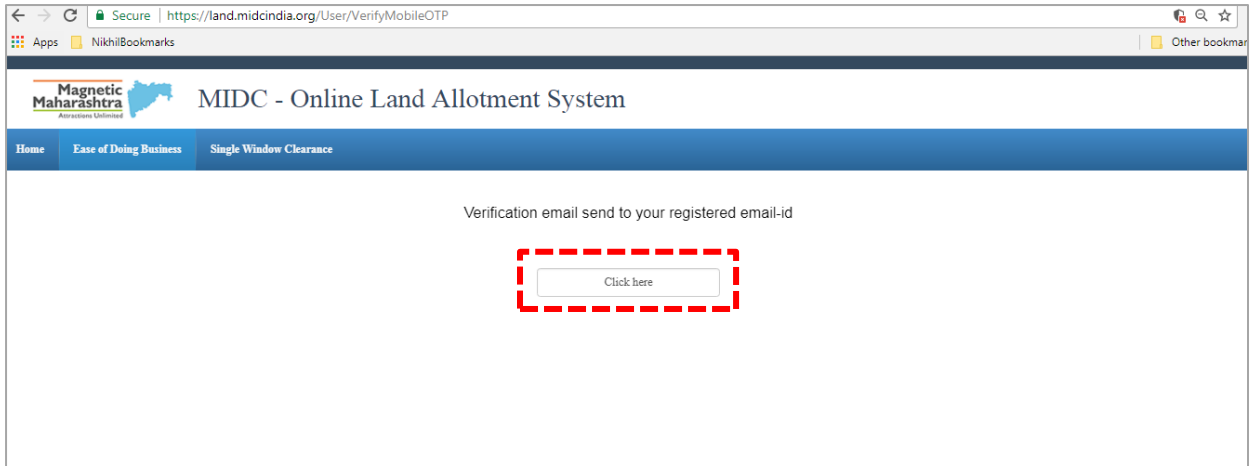 Secure | https://land.midcindia.org/User/VerifyMobileOTP
Apps NikhilBookmarks Other bookmar
Magnetic
Maharashtra
Attractions Unlimited
MIDC - Online Land Allotment System
Home Ease of Doing Business Single Window Clearance
Verification email send to your registered email-id
Click here